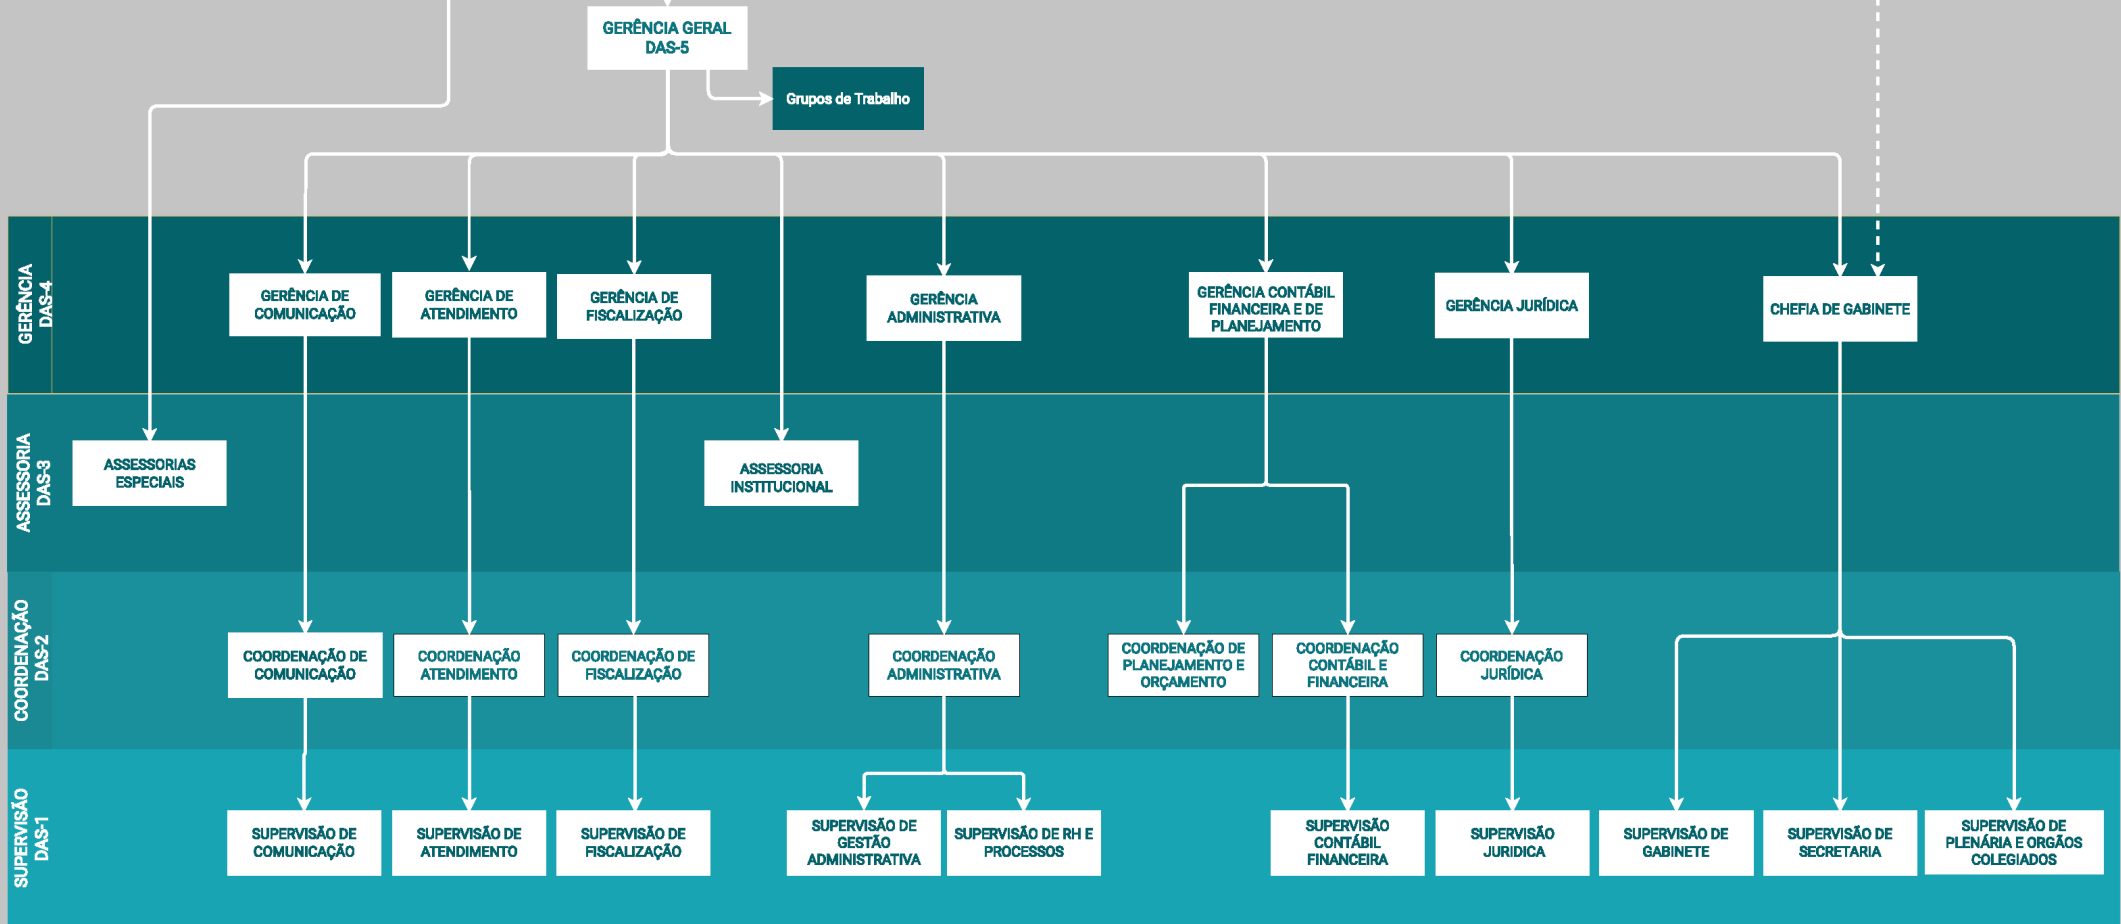 GERÊNCIA GERAL
DAS-5
Grupos de Trabalho
GERÊNCIA
DAS-4
GERÊNCIA DE
COMUNICAÇÃO
GERÊNCIA DE
ATENDIMENTO
GERÊNCIA DE
FISCALIZAÇÃO
GERÊNCIA
ADMINISTRATIVA
GERÊNCIA CONTÁBIL
FINANCEIRA E DE
PLANEJAMENTO
GERÊNCIA JURÍDICA
CHEFIA DE GABINETE
ASSESSORIA
DAS-3
ASSESSORIAS
ESPECIAIS
ASSESSORIA
INSTITUCIONAL
COORDENAÇÃO
DAS-2
COORDENAÇÃO DE
COMUNICAÇÃO
COORDENAÇÃO
ATENDIMENTO
COORDENAÇÃO DE
FISCALIZAÇÃO
COORDENAÇÃO
ADMINISTRATIVA
COORDENAÇÃO DE
PLANEJAMENTO E
ORÇAMENTO
COORDENAÇÃO
CONTÁBIL E
FINANCEIRA
COORDENAÇÃO
JURÍDICA
SUPERVISÃO
DAS-1
SUPERVISÃO DE
COMUNICAÇÃO
SUPERVISÃO DE
ATENDIMENTO
SUPERVISÃO DE
FISCALIZAÇÃO
SUPERVISÃO DE
GESTÃO
ADMINISTRATIVA
SUPERVISÃO DE RH E
PROCESSOS
SUPERVISÃO
CONTÁBIL
FINANCEIRA
SUPERVISÃO
JURIDICA
SUPERVISÃO DE
GABINETE
SUPERVISÃO DE
SECRETARIA
SUPERVISÃO DE
PLENÁRIA E ORGÃOS
COLEGIADOS